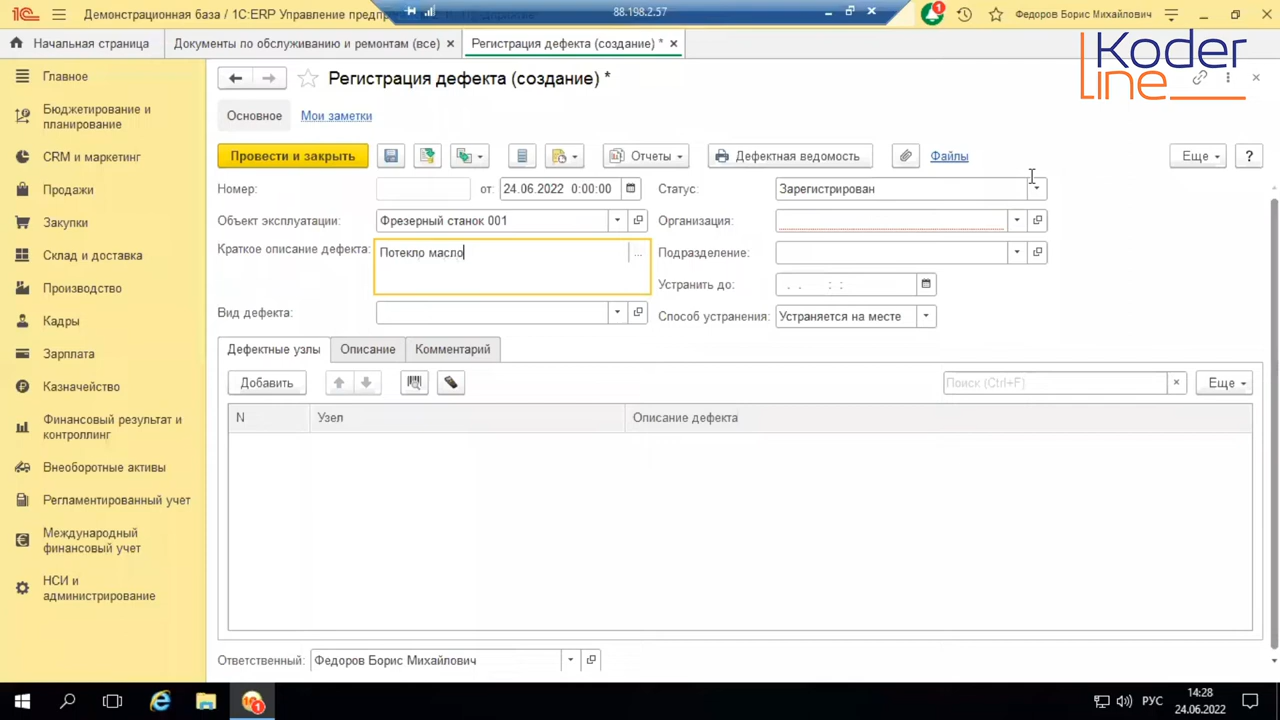 1С Демонстрационная база / 1С:ERP Управление предпр
88.198.2.57
1
Федоров Борис Михайлович
Начальная страница
Документы по обслуживанию и ремонтам (все) ×
Регистрация дефекта (создание) * ×
Koder
line
Главное
Бюджетирование и
планирование
CRM и маркетинг
Продажи
Закупки
Склад и доставка
Производство
Кадры
Зарплата
Казначейство
Финансовый результат и
контроллинг
Внеоборотные активы
Регламентированный учет
Международный
финансовый учет
НСИ и
администрирование
Регистрация дефекта (создание) *
Основное Мои заметки
Провести и закрыть Отчеты Дефектная ведомость Файлы Еще ?
Номер: от: 24.06.2022 0:00:00 Статус: Зарегистрирован
Объект эксплуатации: Фрезерный станок 001 Организация:
Краткое описание дефекта: Потекло масло ... Подразделение:
Устранить до: . . : :
Вид дефекта: Способ устранения: Устраняется на месте
Дефектные узлы Описание Комментарий
Добавить Поиск (Ctrl+F) × Еще
N Узел Описание дефекта
Ответственный: Федоров Борис Михайлович
1
РУС
14:28
24.06.2022